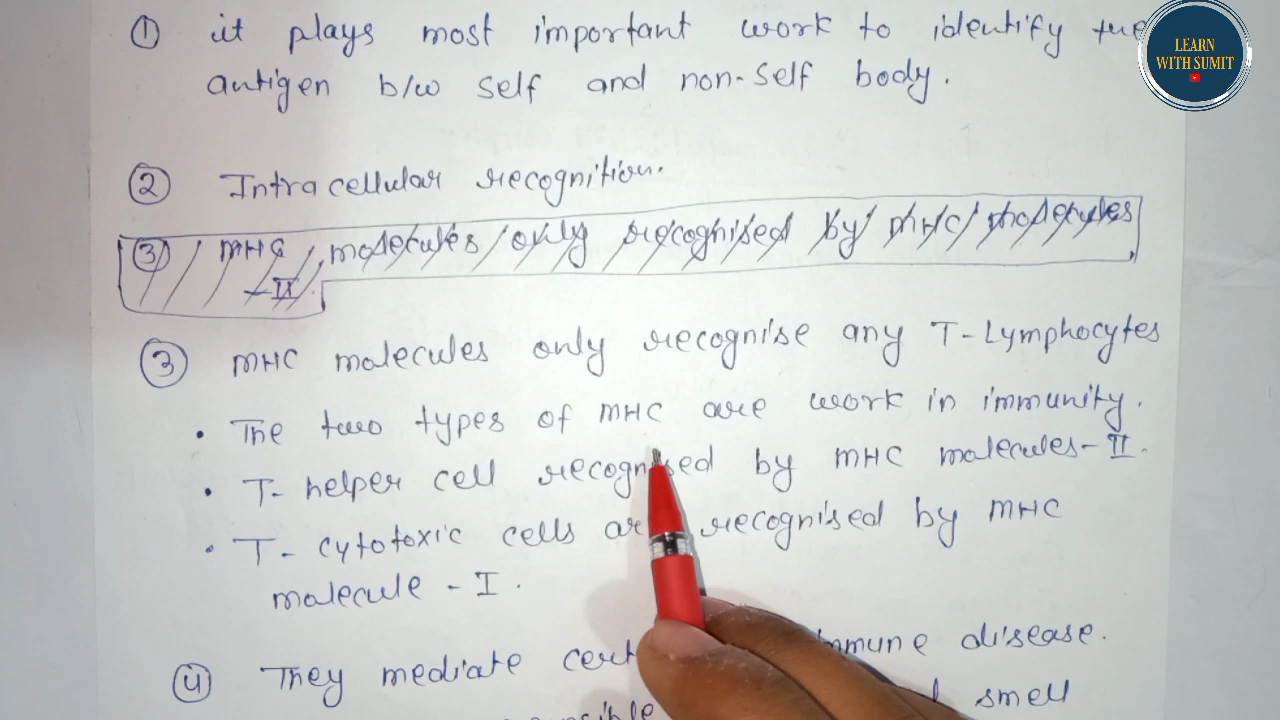 ① it plays most important work to identify the
antigen b/w self and non-self body.
② Intracellular recognition.
③ MHC molecules only recognised by MHC molecules
-II
③ MHC molecules only recognise any T-Lymphocytes
• The two types of MHC are work in immunity.
• T-helper cell recognised by MHC molecules-II.
• T-cytotoxic cells are recognised by MHC
molecule-I.
④ They mediate immune disease.
smell
LEARN
WITH SUMIT